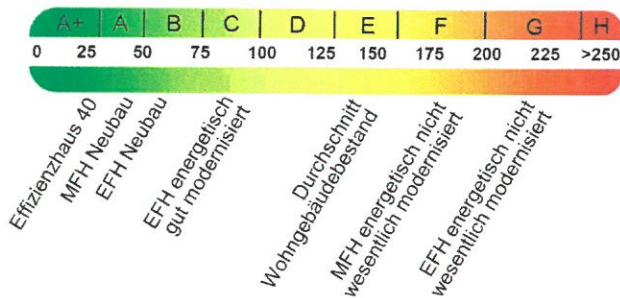 A+ A B C D E F G H
0 25 50 75 100 125 150 175 200 225 >250
Effizienzhaus 40
MFH Neubau
EFH Neubau
EFH energetisch
gut modernisiert
Durchschnitt
Wohngebäudebestand
MFH energetisch nicht
wesentlich modernisiert
EFH energetisch nicht
wesentlich modernisiert